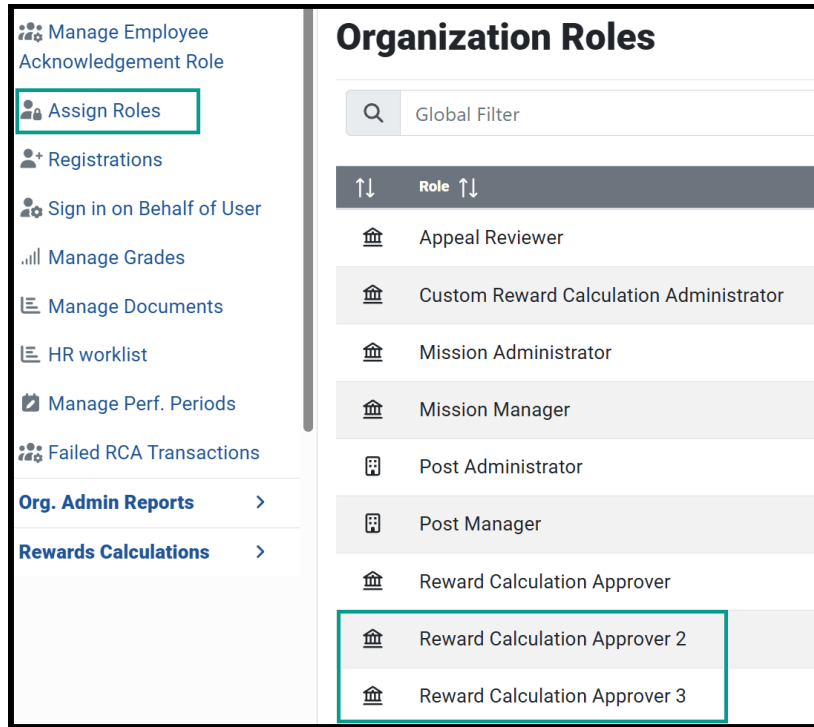 Manage Employee
Acknowledgement Role
Assign Roles
Registrations
Sign in on Behalf of User
Manage Grades
Manage Documents
HR worklist
Manage Perf. Periods
Failed RCA Transactions
Org. Admin Reports
Rewards Calculations
Organization Roles
Global Filter
Role
Appeal Reviewer
Custom Reward Calculation Administrator
Mission Administrator
Mission Manager
Post Administrator
Post Manager
Reward Calculation Approver
Reward Calculation Approver 2
Reward Calculation Approver 3